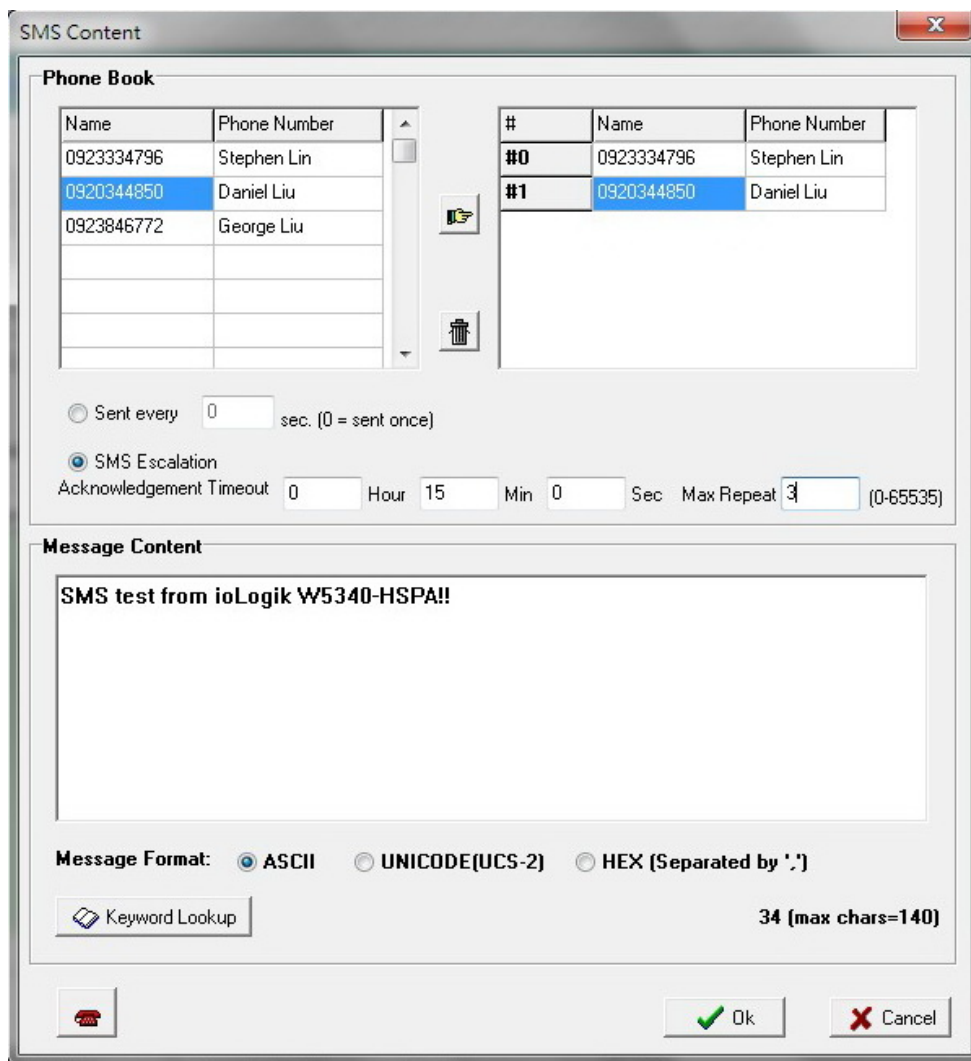 SMS Content
x
Phone Book
Name Phone Number
0923334796 Stephen Lin
0920344850 Daniel Liu
0923846772 George Liu
# Name Phone Number
#0 0923334796 Stephen Lin
#1 0920344850 Daniel Liu
Sent every 0 sec. (0 = sent once)
SMS Escalation
Acknowledgement Timeout 0 Hour 15 Min 0 Sec Max Repeat 3 (0-65535)
Message Content
SMS test from ioLogik W5340-HSPA!!
Message Format: ASCII UNICODE(UCS-2) HEX (Separated by ',')
Keyword Lookup 34 (max chars=140)
Ok Cancel